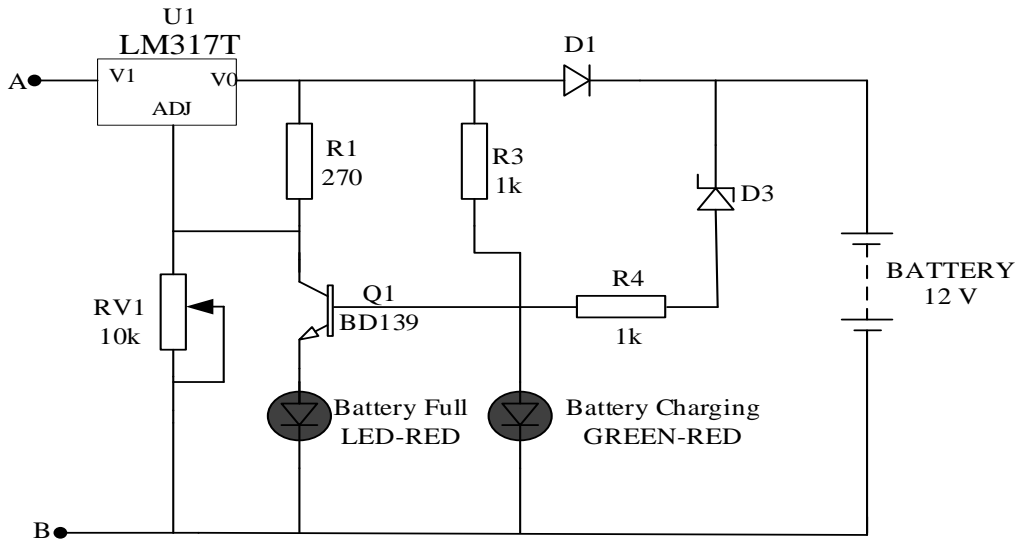 U1
LM317T
A
V1
V0
ADJ
D1
R1
270
R3
1k
D3
RV1
10k
Q1
BD139
R4
1k
BATTERY
12 V
Battery Full
LED-RED
Battery Charging
GREEN-RED
B